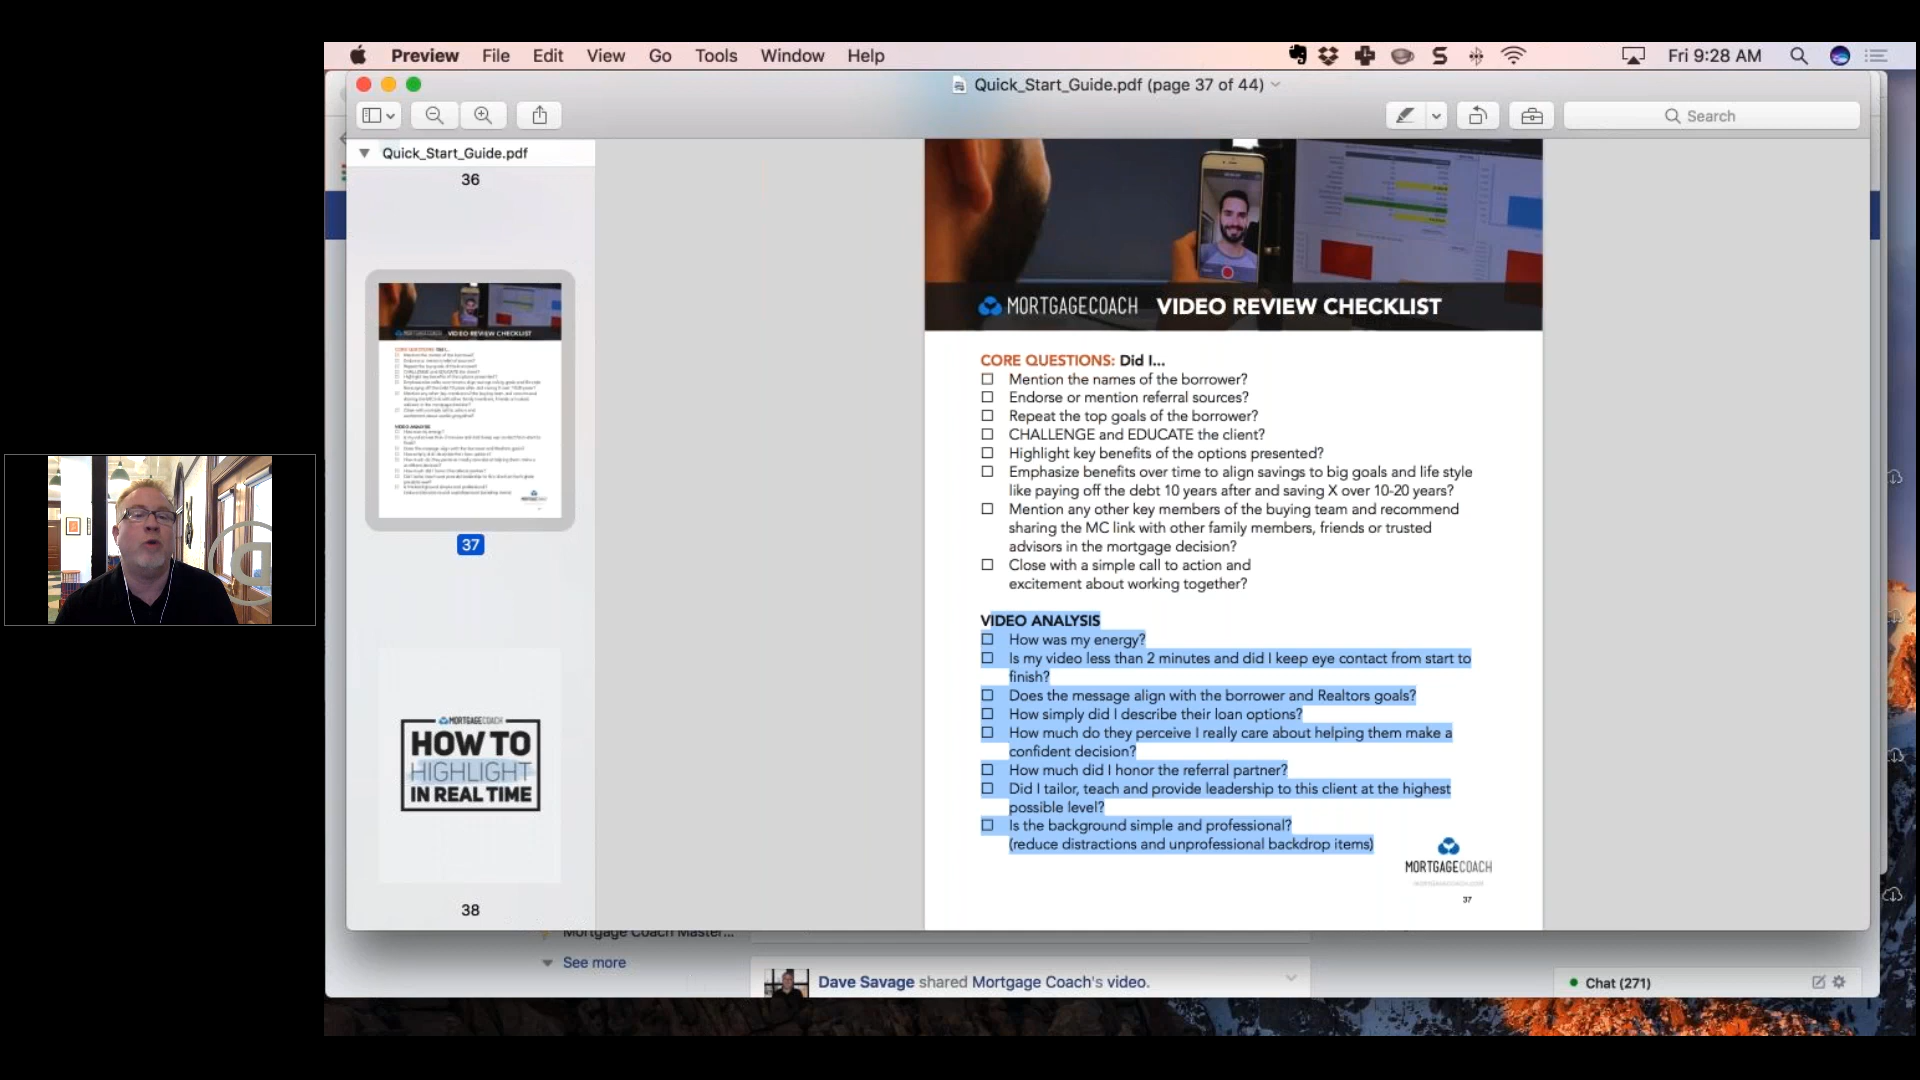 Preview File Edit View Go Tools Window Help
Fri 9:28 AM
Quick_Start_Guide.pdf (page 37 of 44)
Search
Quick_Start_Guide.pdf
36
MORTGAGECOACH VIDEO REVIEW CHECKLIST
37
MORTGAGECOACH
HOW TO
HIGHLIGHT
IN REAL TIME
38
MORTGAGECOACH VIDEO REVIEW CHECKLIST
CORE QUESTIONS: Did I...
Mention the names of the borrower?
Endorse or mention referral sources?
Repeat the top goals of the borrower?
CHALLENGE and EDUCATE the client?
Highlight key benefits of the options presented?
Emphasize benefits over time to align savings to big goals and life style
like paying off the debt 10 years after and saving X over 10-20 years?
Mention any other key members of the buying team and recommend
sharing the MC link with other family members, friends or trusted
advisors in the mortgage decision?
Close with a simple call to action and
excitement about working together?
VIDEO ANALYSIS
How was my energy?
Is my video less than 2 minutes and did I keep eye contact from start to
finish?
Does the message align with the borrower and Realtors goals?
How simply did I describe their loan options?
How much do they perceive I really care about helping them make a
confident decision?
How much did I honor the referral partner?
Did I tailor, teach and provide leadership to this client at the highest
possible level?
Is the background simple and professional?
(reduce distractions and unprofessional backdrop items)
MORTGAGECOACH
37
Mortgage Coach Master...
See more
Dave Savage shared Mortgage Coach's video.
Chat (271)